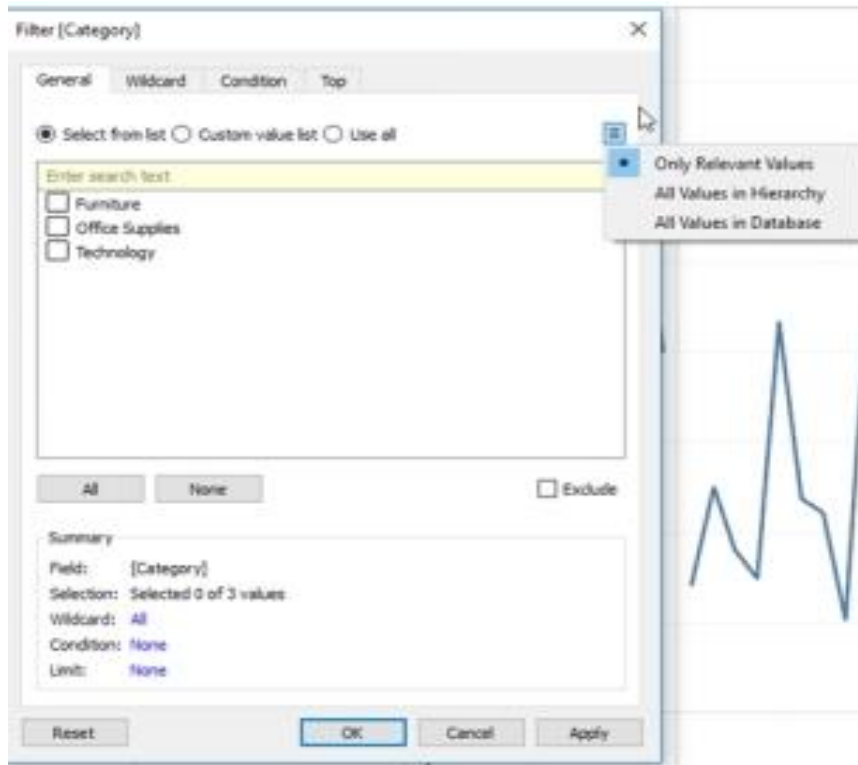 Filter [Category]
General Wildcard Condition Top
Select from list Custom value list Use all
Only Relevant Values
All Values in Hierarchy
All Values in Database
Enter search text
Furniture
Office Supplies
Technology
All None Exclude
Summary
Field: [Category]
Selection: Selected 0 of 3 values
Wildcard: All
Condition: None
Limit: None
Reset OK Cancel Apply